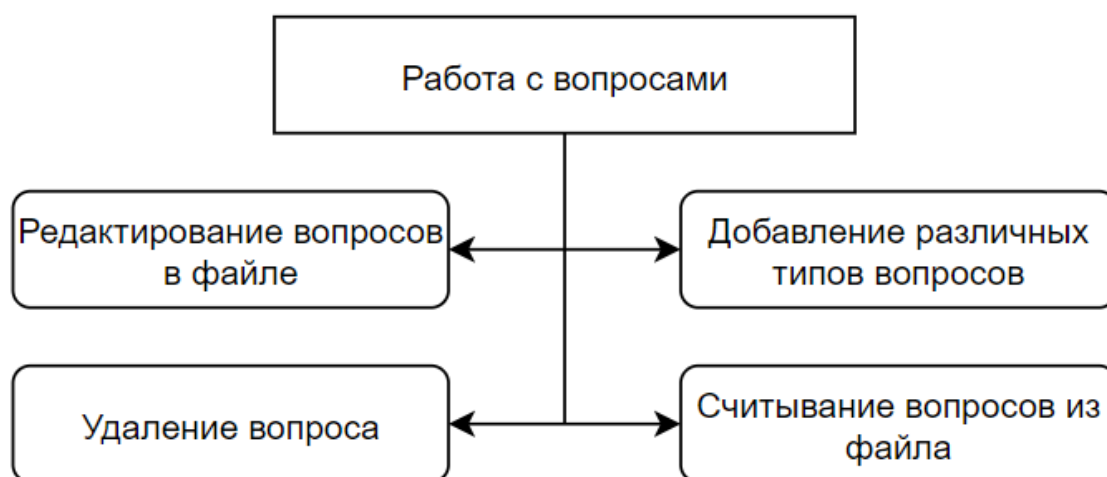 Работа с вопросами
Редактирование вопросов
в файле
Добавление различных
типов вопросов
Удаление вопроса
Считывание вопросов из
файла